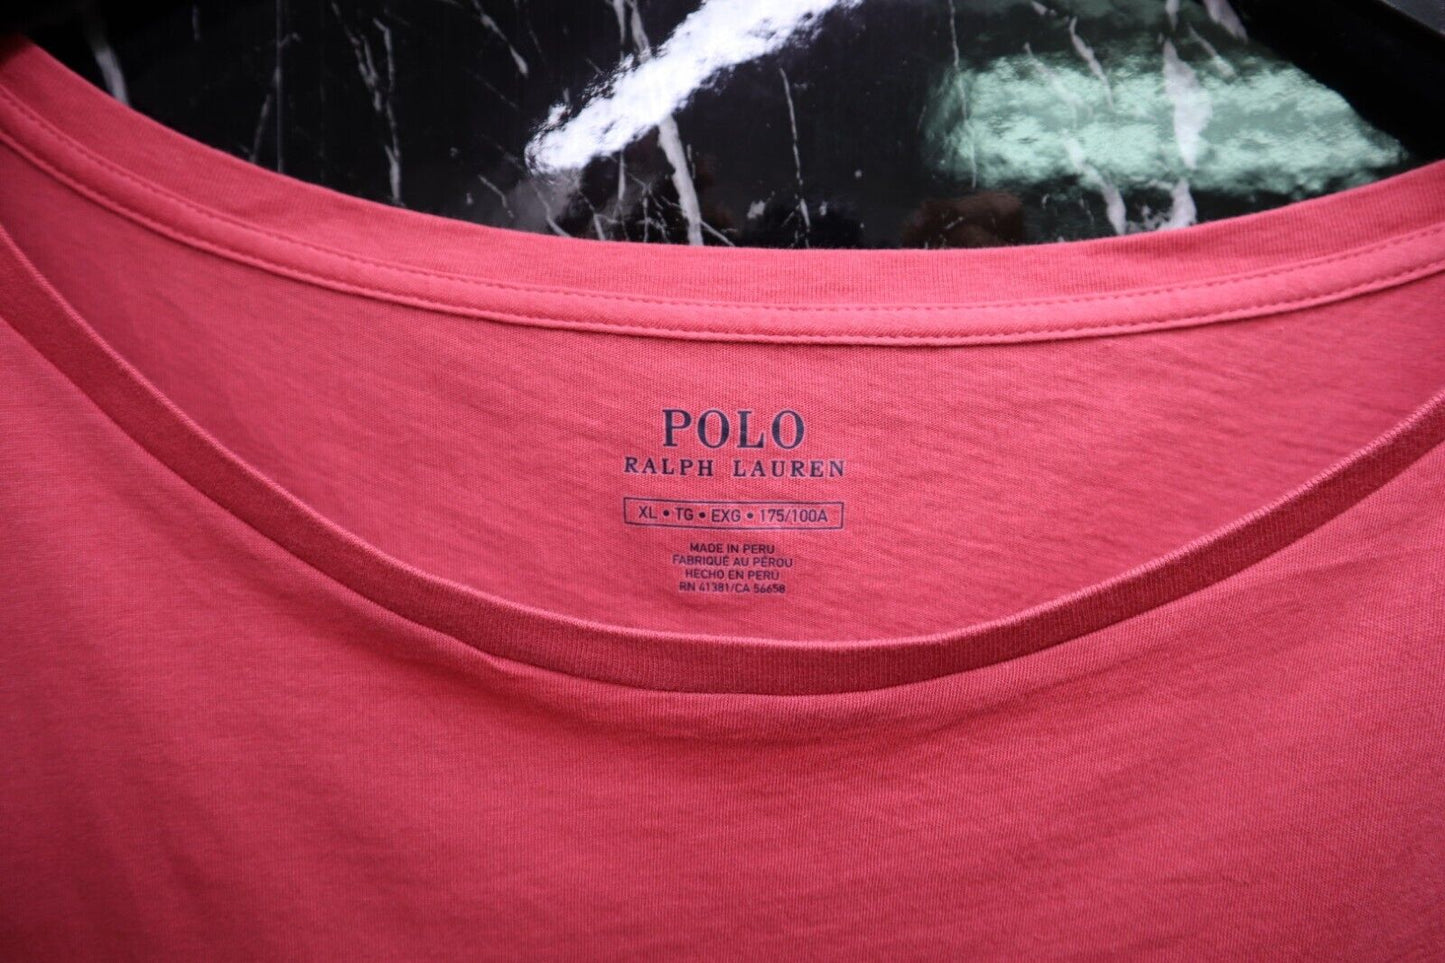 POLO
RALPH LAUREN
XL • TG • EXG • 175/100A
MADE IN PERU
FABRIQUÉ AU PÉROU
HECHO EN PERÚ
RN 41381/CA 56658